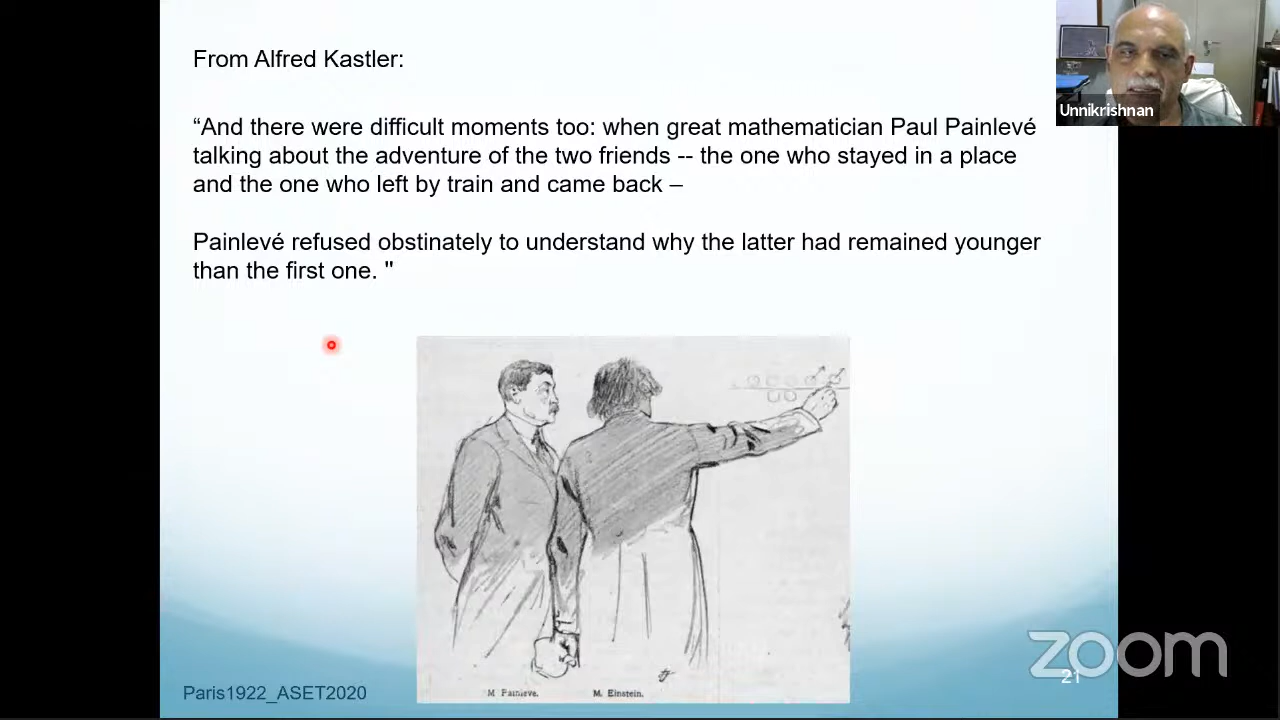 From Alfred Kastler:
“And there were difficult moments too: when great mathematician Paul Painlevé
talking about the adventure of the two friends -- the one who stayed in a place
and the one who left by train and came back –
Painlevé refused obstinately to understand why the latter had remained younger
than the first one. "
Unnikrishnan
M Painleve.
M. Einstein.
Paris1922_ASET2020
21
zoom